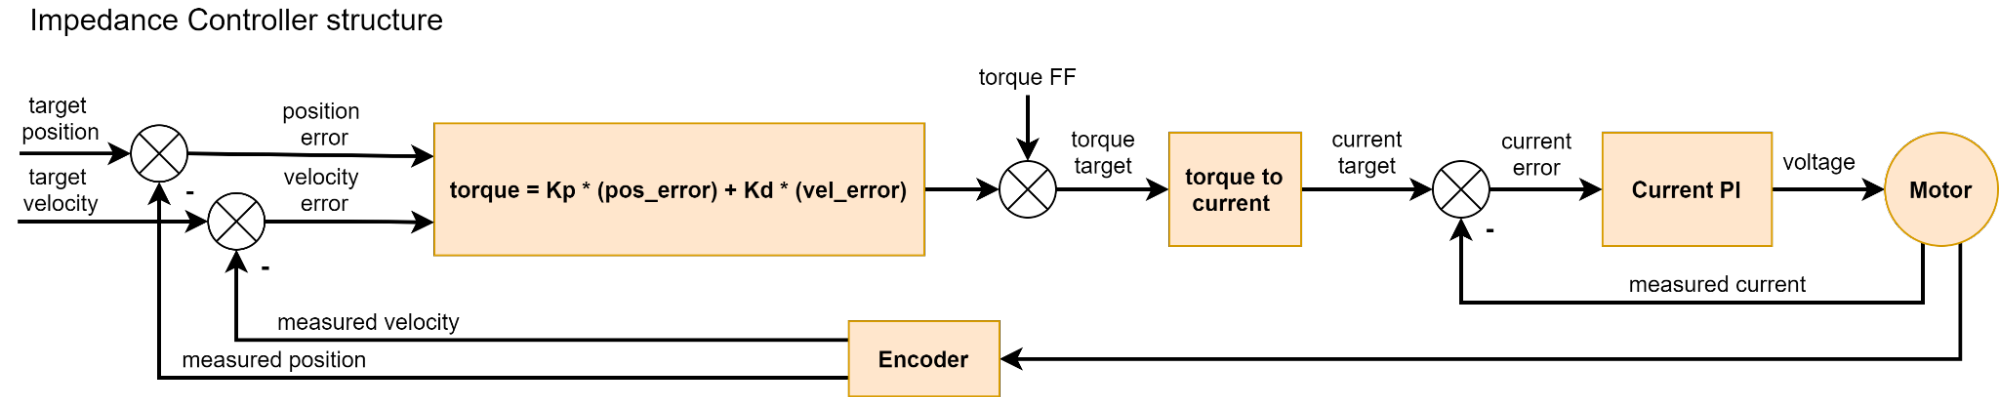 Impedance Controller structure
torque FF
target
position
position
error
target
velocity
-
velocity
error
-
torque = Kp * (pos_error) + Kd * (vel_error)
torque
target
torque to
current
current
target
current
error
-
Current PI
voltage
Motor
measured current
measured velocity
measured position
Encoder